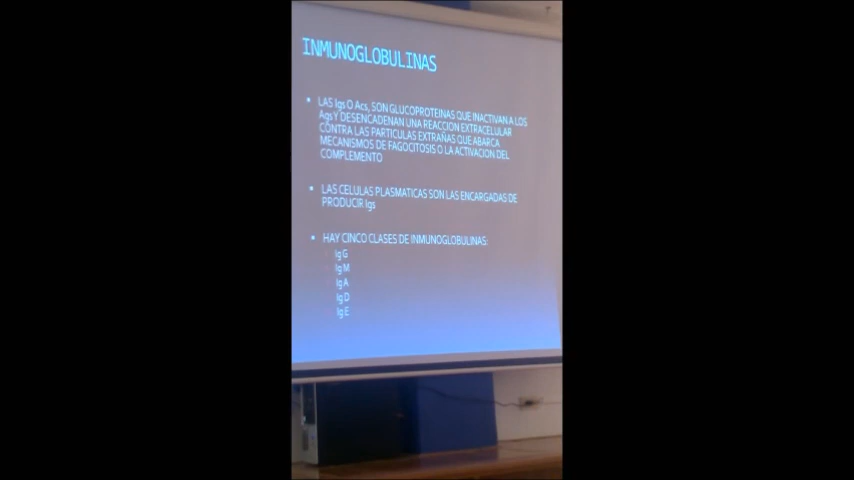 INMUNOGLOBULINAS
• LAS Igs O Acs, SON GLUCOPROTEINAS QUE INACTIVAN A LOS
Ags Y DESENCADENAN UNA REACCION EXTRACELULAR
CONTRA LAS PARTICULAS EXTRAÑAS QUE ABARCA
MECANISMOS DE FAGOCITOSIS O LA ACTIVACION DEL
COMPLEMENTO
• LAS CELULAS PLASMATICAS SON LAS ENCARGADAS DE
PRODUCIR Igs
• HAY CINCO CLASES DE INMUNOGLOBULINAS:
Ig G
Ig M
Ig A
Ig D
Ig E